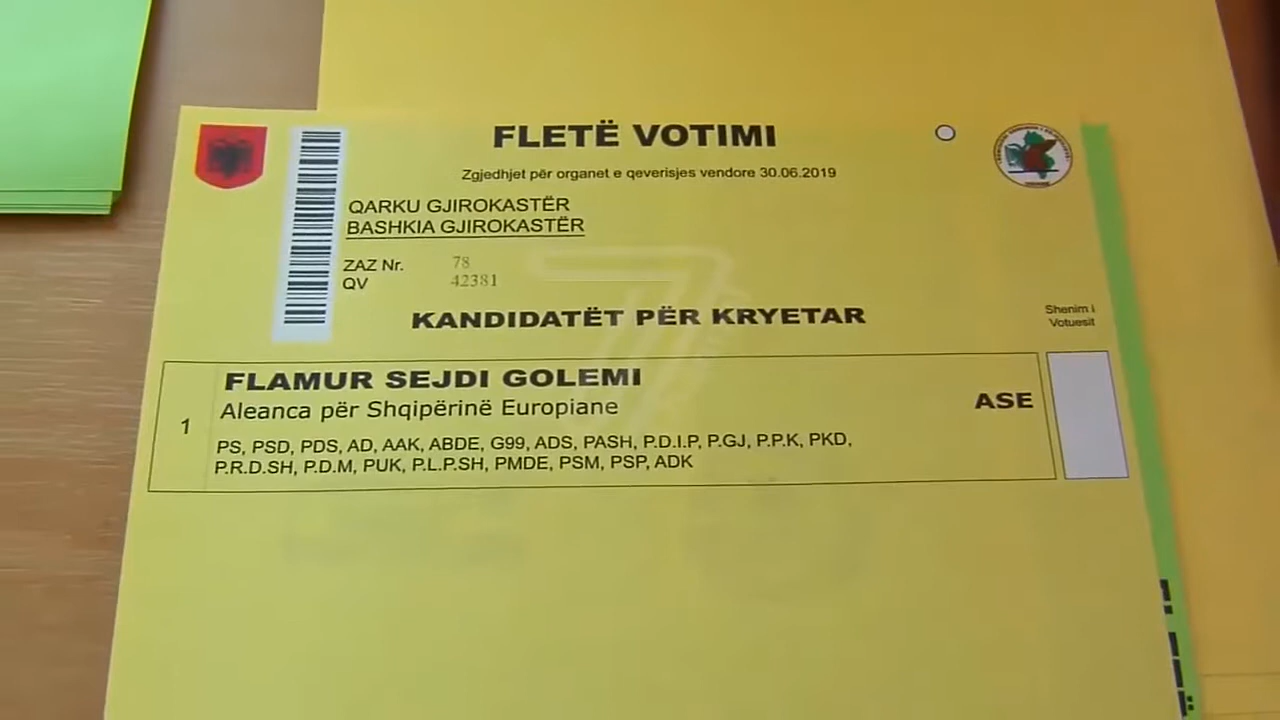 FLETË VOTIMI
Zgjedhjet për organet e qeverisjes vendore 30.06.2019
QARKU GJIROKASTËR
BASHKIA GJIROKASTËR
ZAZ Nr. 78
QV 42381
KANDIDATËT PËR KRYETAR
Shenim i
Votuesit
1
FLAMUR SEJDI GOLEMI
Aleanca për Shqipërinë Europiane
ASE
PS, PSD, PDS, AD, AAK, ABDE, G99, ADS, PASH, P.D.I.P, P.GJ, P.P.K, PKD,
P.R.D.SH, P.D.M, PUK, P.L.P.SH, PMDE, PSM, PSP, ADK